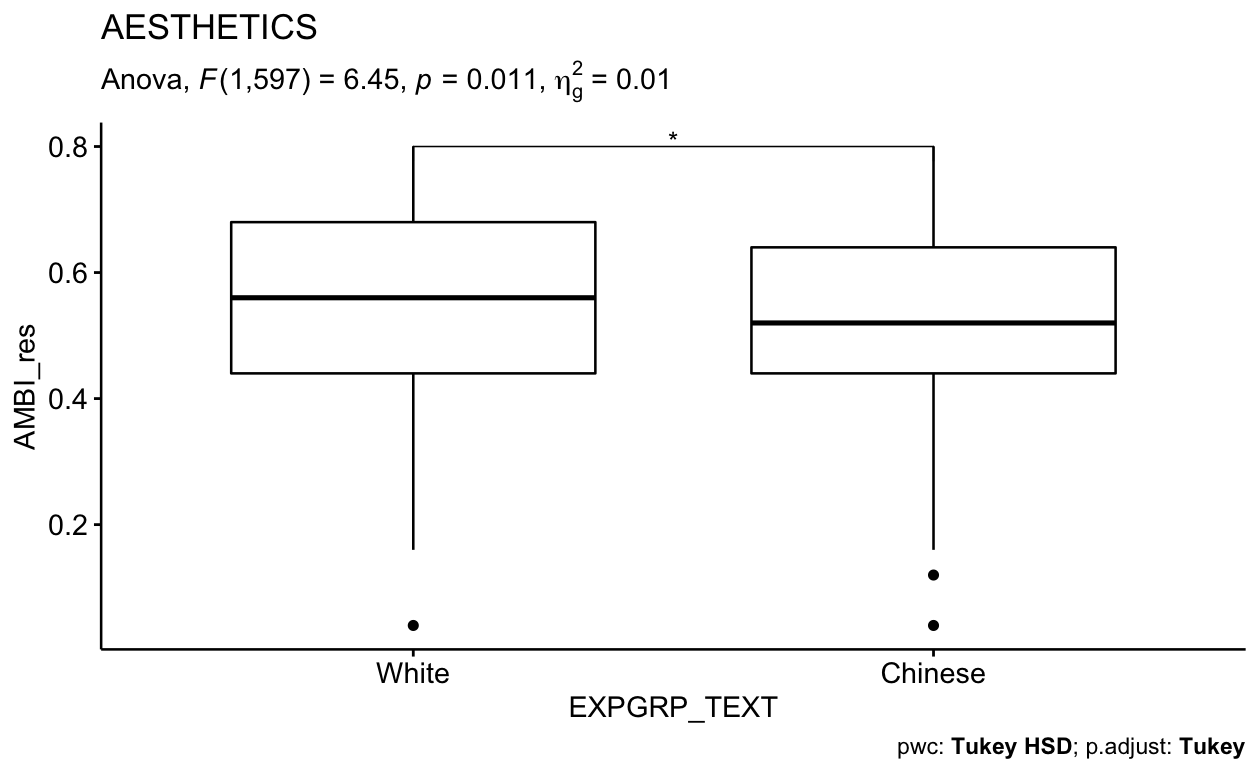 AESTHETICS
Anova, F(1,597) = 6.45, p = 0.011, η²g = 0.01
*
0.8
0.6
0.4
0.2
AMBI_res
White Chinese
EXPGRP_TEXT
pwc: Tukey HSD; p.adjust: Tukey